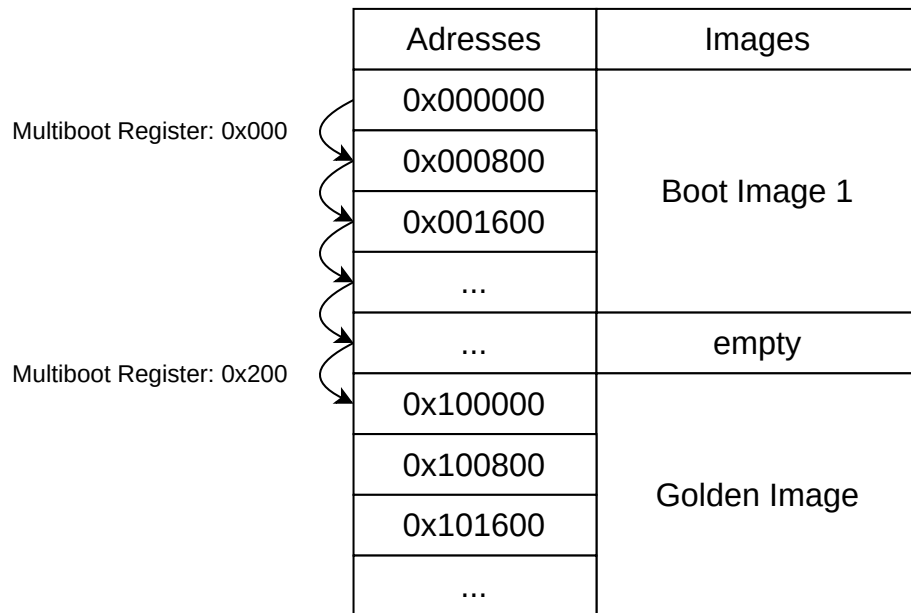 Adresses Images
0x000000
Multiboot Register: 0x000
0x000800
Boot Image 1
0x001600
...
... empty
Multiboot Register: 0x200
0x100000
0x100800
Golden Image
0x101600
...